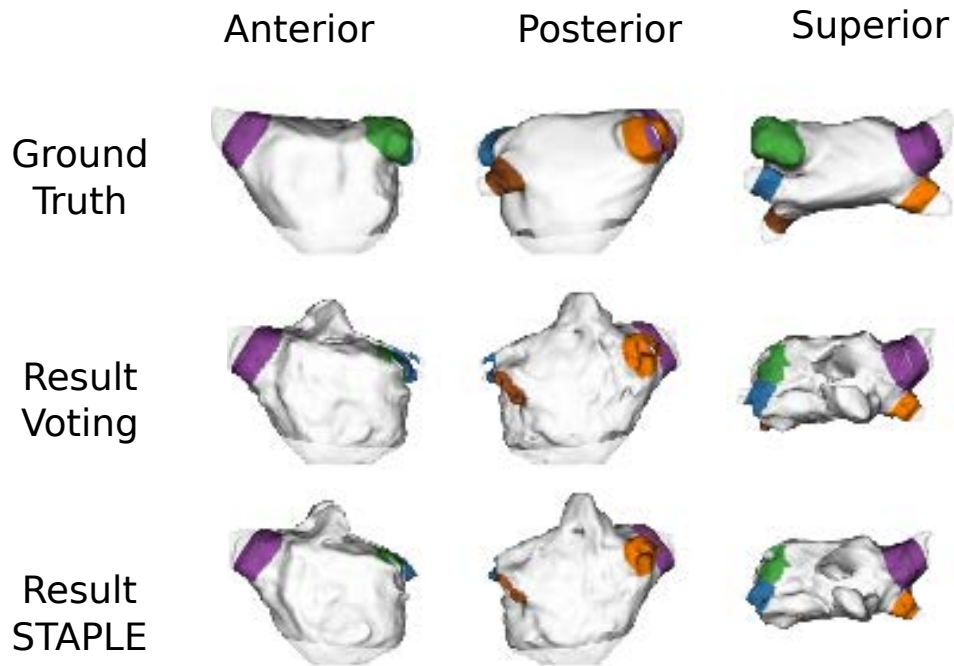 Anterior
Posterior
Superior
Ground
Truth
Result
Voting
Result
STAPLE